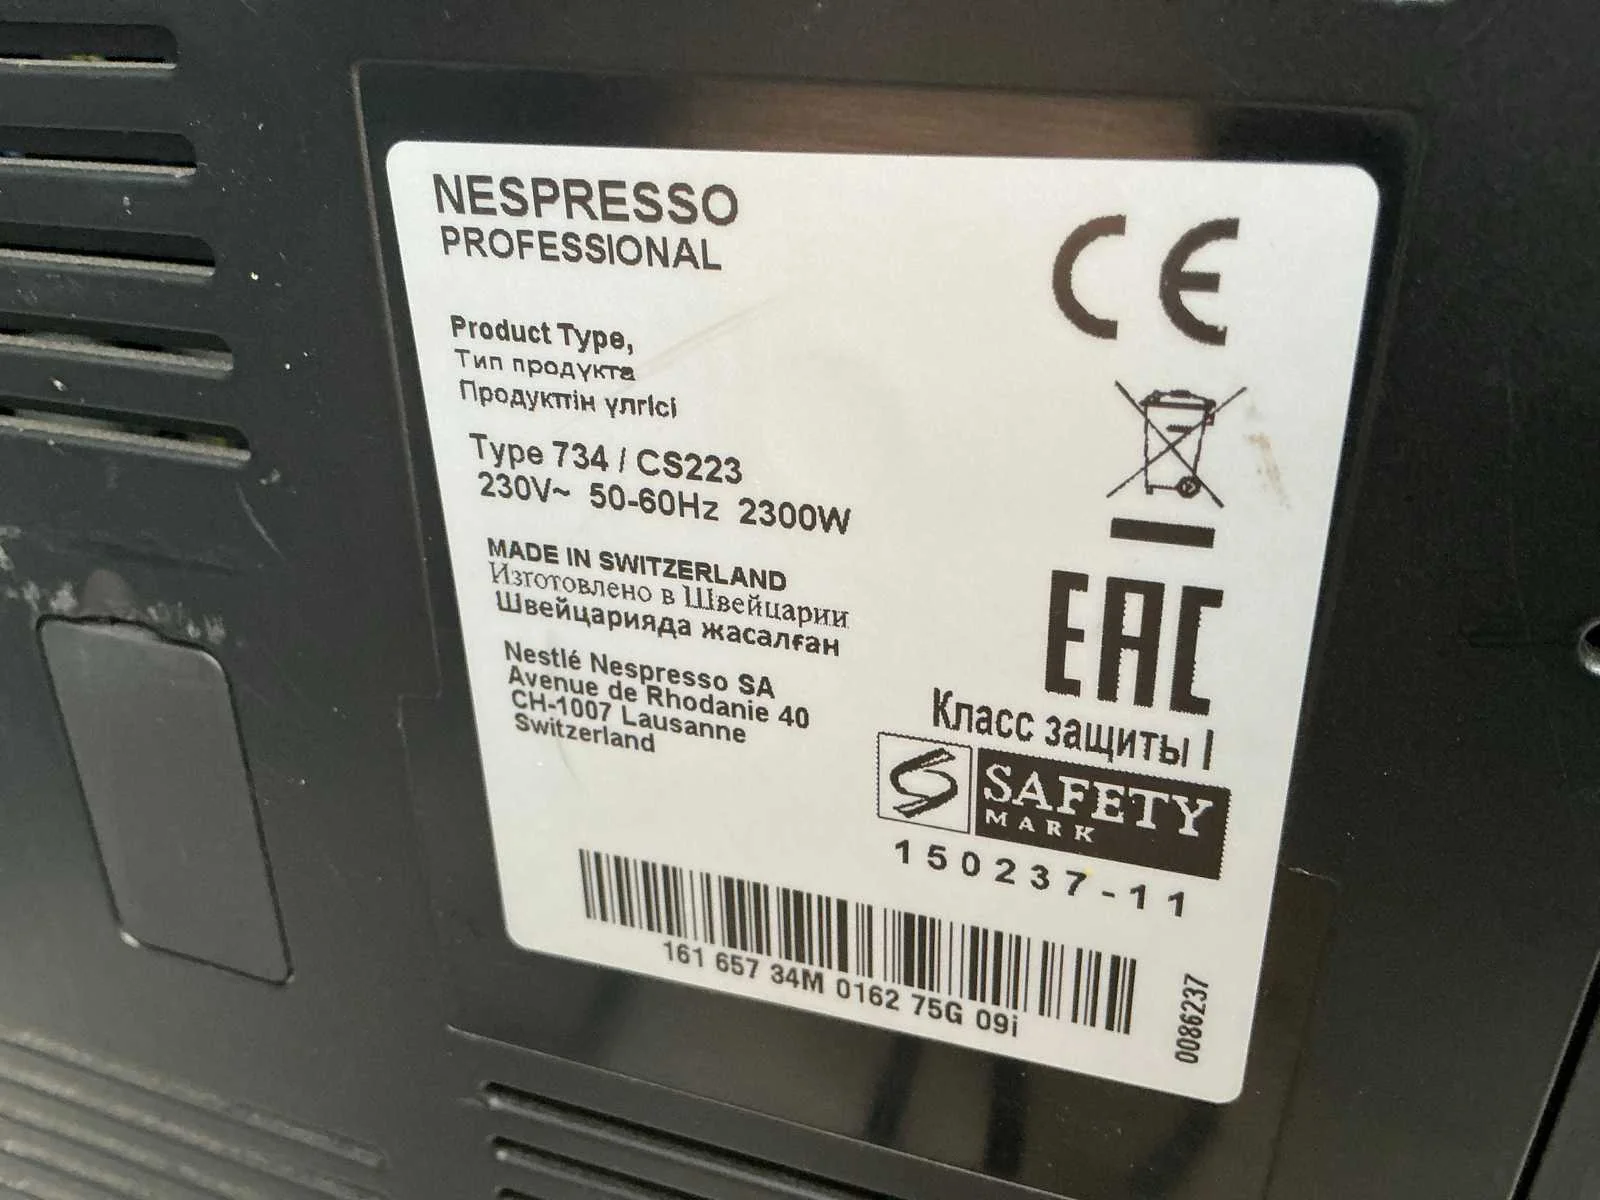 NESPRESSO
PROFESSIONAL
Product Type,
Тип продукта
Продукттің үлгісі
Type 734 / CS223
230V~ 50-60Hz 2300W
MADE IN SWITZERLAND
Изготовлено в Швейцарии
Швейцарияда жасалған
Nestlé Nespresso SA
Avenue de Rhodanie 40
CH-1007 Lausanne
Switzerland
CE
EAC
Класс защиты I
SAFETY
MARK
150237-11
161 657 34M 0162 75G 09i
0086237